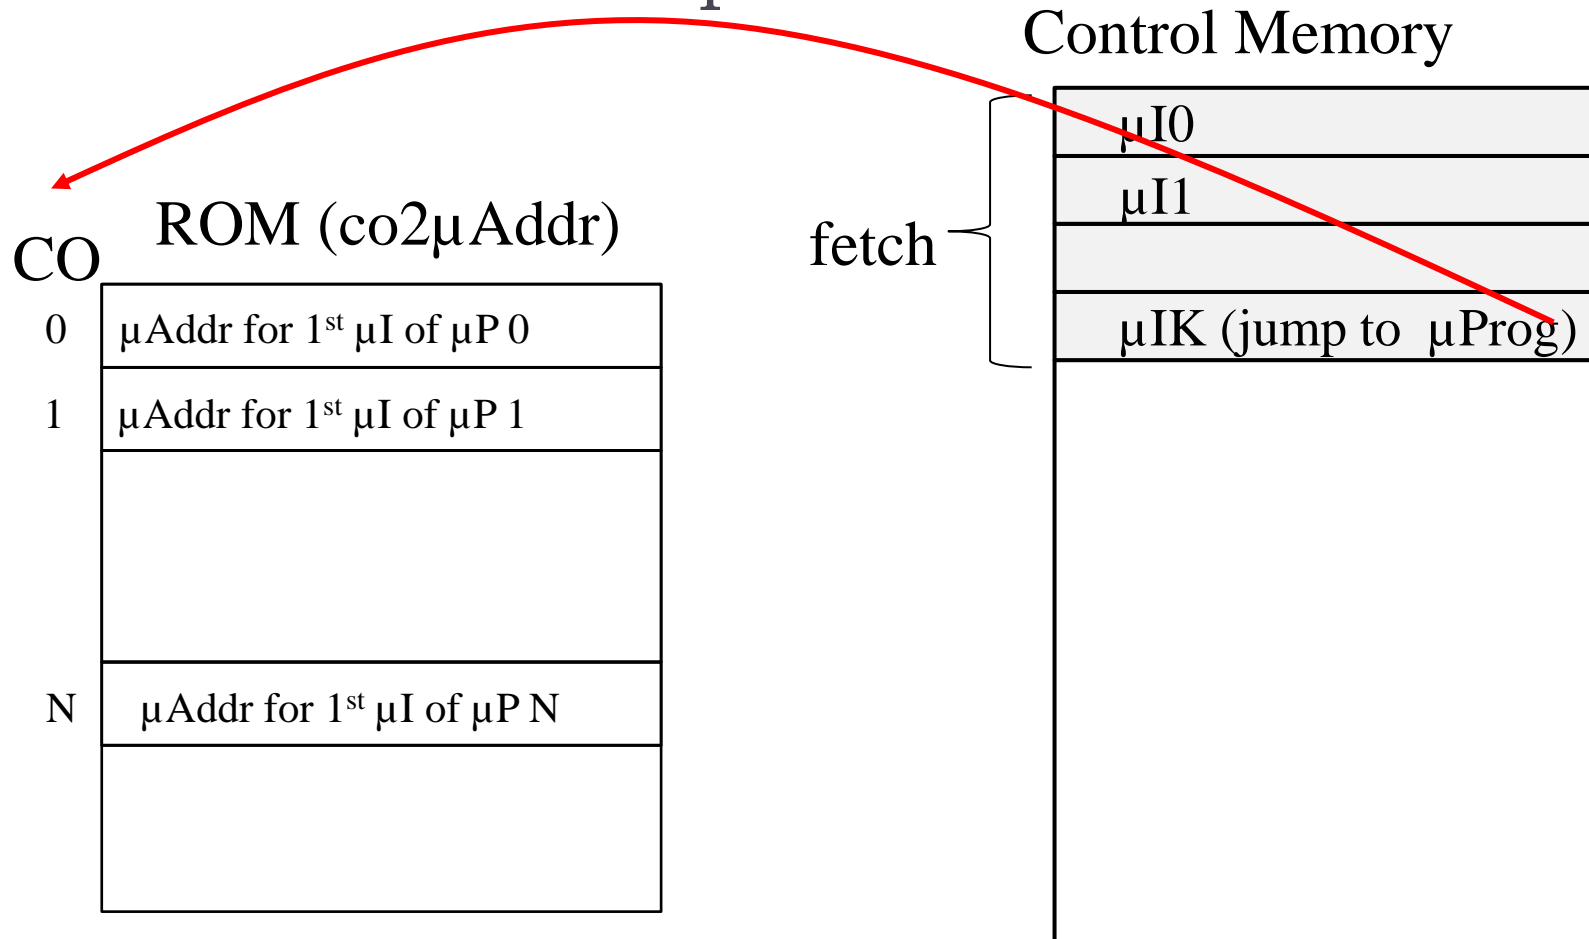 Control Memory
µI0
µI1
fetch
µIK (jump to µProg)
ROM (co2µAddr)
CO
0 µAddr for 1st µI of µP 0
1 µAddr for 1st µI of µP 1
N µAddr for 1st µI of µP N